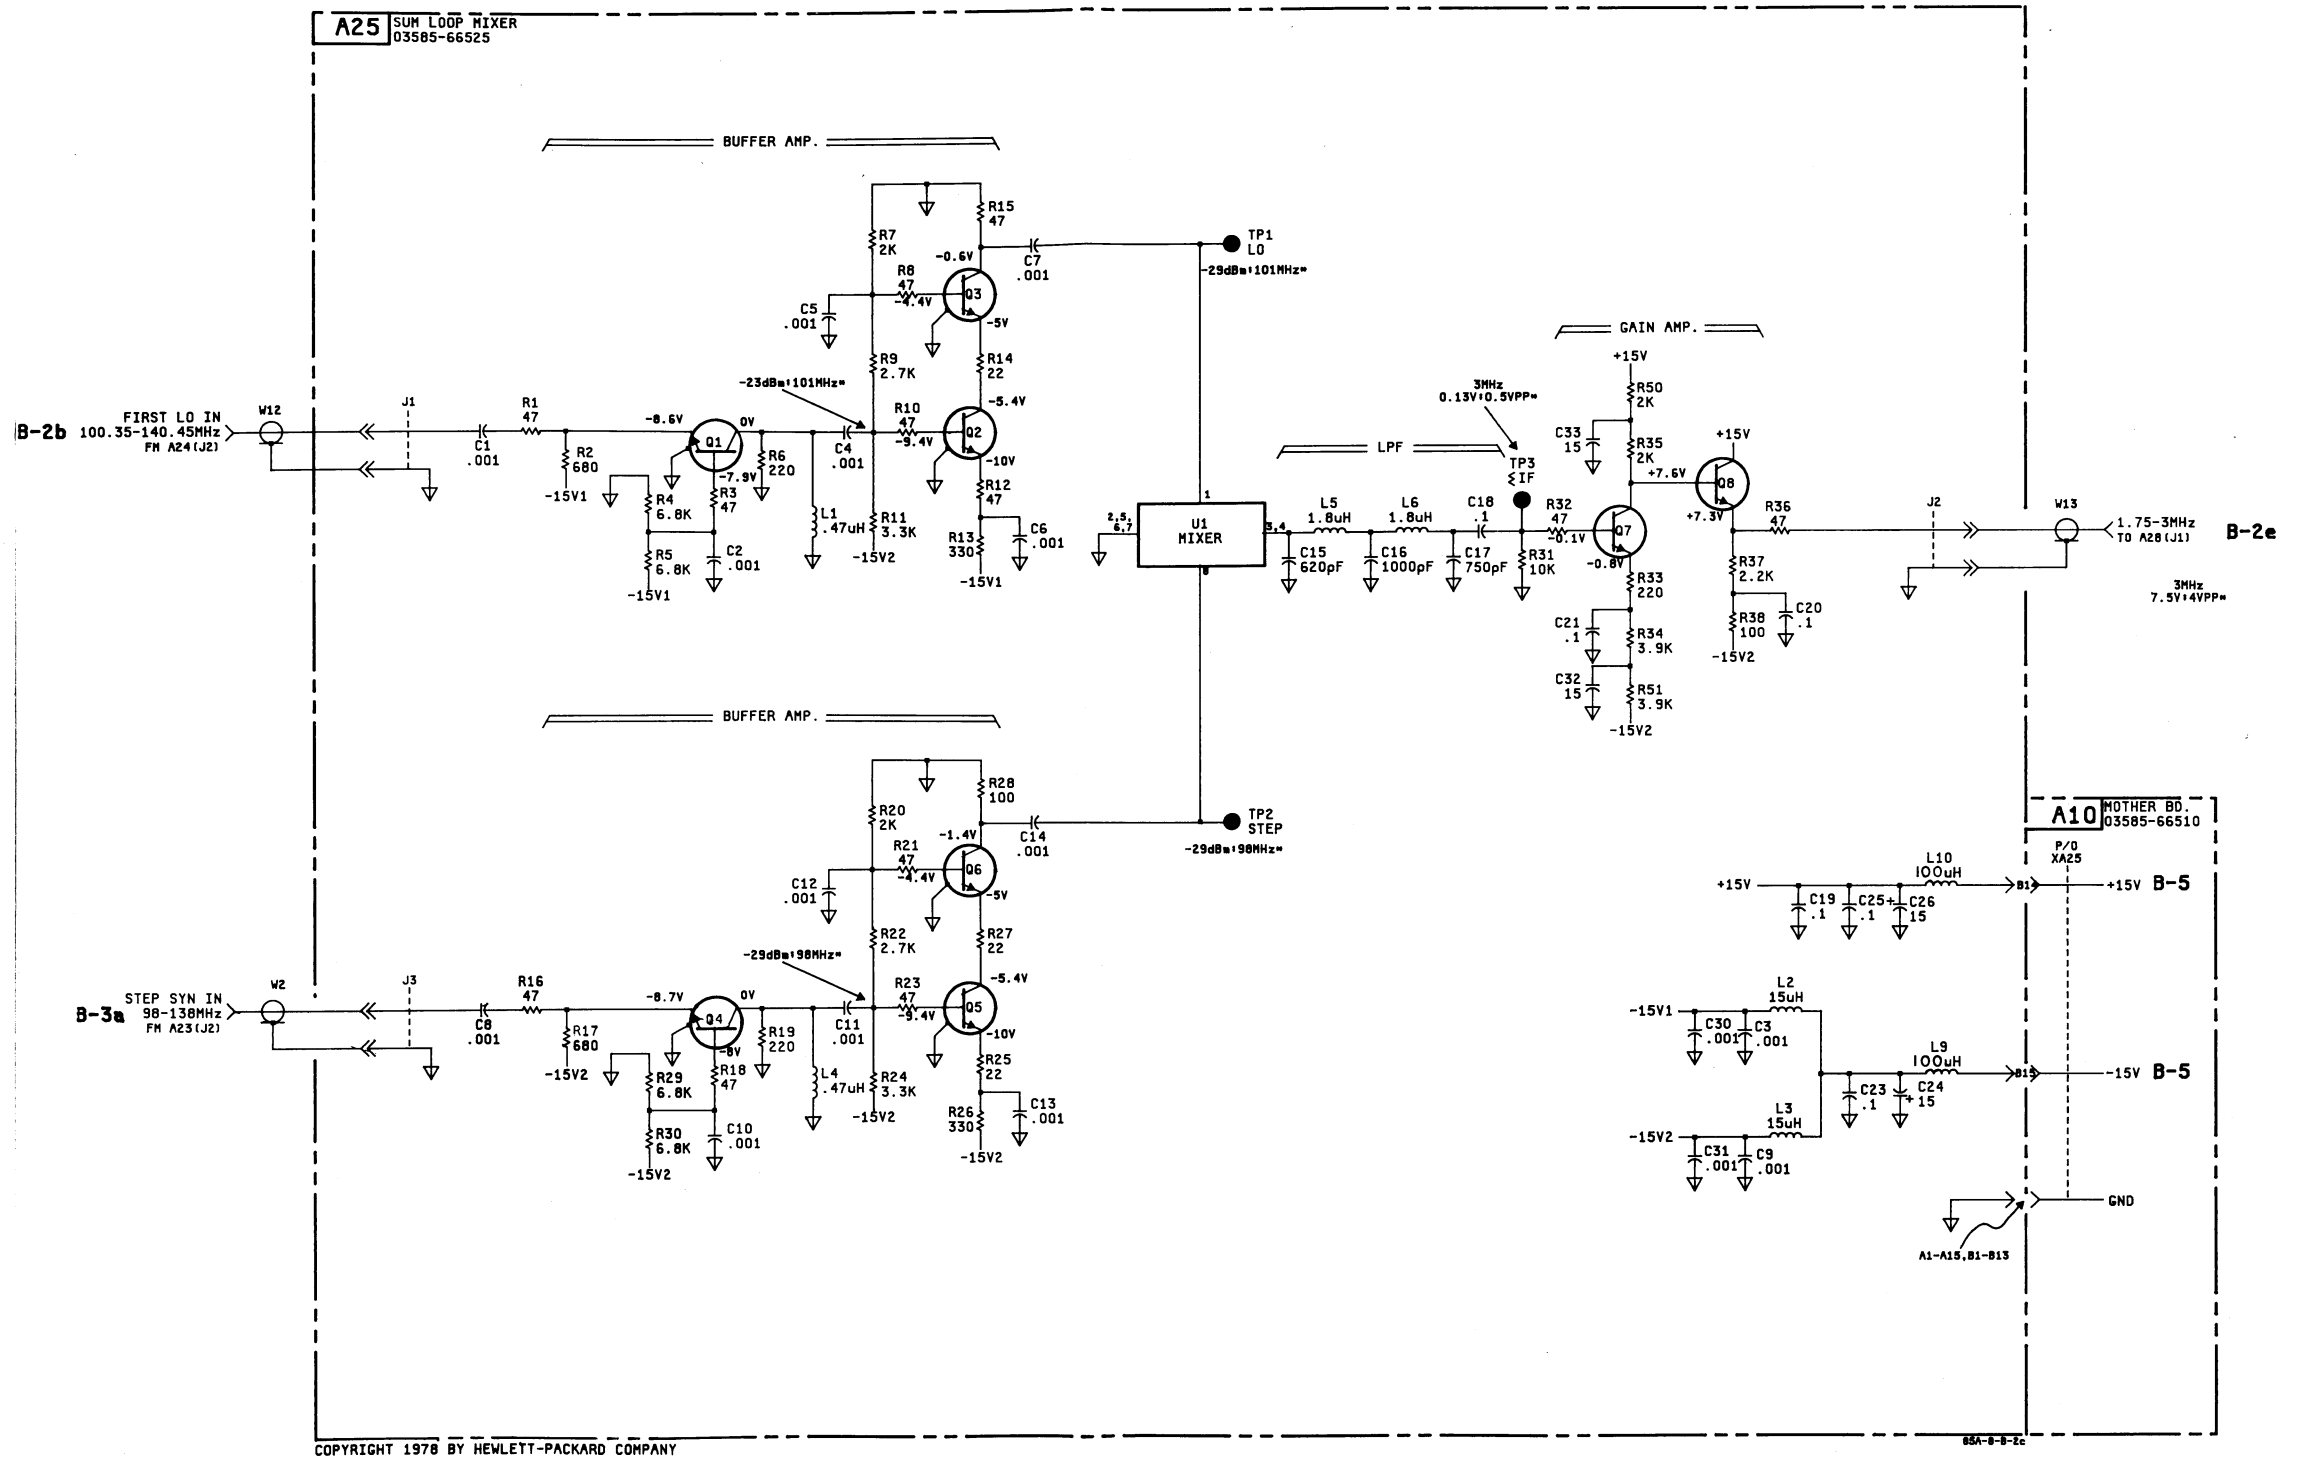 A25
SUM LOOP MIXER
03585-66525
BUFFER AMP.
R15
47
R7
2K
-0.6V
C7
.001
TP1
LO
-29dBm:101MHz*
R8
47
-4.4V
Q3
C5
.001
-5V
R9
2.7K
R14
22
-23dBm:101MHz*
-5.4V
B-2b
FIRST LO IN
100.35-140.45MHz
FM A24(J2)
W12
J1
C1
.001
R1
47
R2
680
-15V1
-8.6V
0V
Q1
-7.9V
R3
47
R4
6.8K
R5
6.8K
-15V1
C2
.001
R6
220
L1
.47uH
C4
.001
R10
47
-9.4V
Q2
-10V
R12
47
R11
3.3K
-15V2
R13
330
-15V1
C6
.001
1
2,5,
6,7
U1
MIXER
3,4
8
LPF
L5
1.8uH
L6
1.8uH
C18
.1
C15
620pF
C16
1000pF
C17
750pF
3MHz
0.13V:0.5VPP*
TP3
IF
R31
10K
R32
47
-0.1V
GAIN AMP.
+15V
R50
2K
C33
15
R35
2K
+7.6V
+15V
Q8
+7.3V
Q7
-0.8V
R33
220
C21
.1
R34
3.9K
C32
15
R51
3.9K
-15V2
R36
47
R37
2.2K
R38
100
-15V2
C20
.1
J2
W13
1.75-3MHz
TO A28(J1)
B-2e
3MHz
7.5V:4VPP*
BUFFER AMP.
R28
100
R20
2K
-1.4V
C14
.001
TP2
STEP
-29dBm:98MHz*
R21
47
-4.4V
Q6
C12
.001
-5V
R22
2.7K
R27
22
-29dBm:98MHz*
-5.4V
B-3a
STEP SYN IN
98-138MHz
FM A23(J2)
W2
J3
C8
.001
R16
47
R17
680
-15V2
-8.7V
0V
Q4
-8V
R18
47
R29
6.8K
R30
6.8K
-15V2
C10
.001
R19
220
L4
.47uH
C11
.001
R23
47
-9.4V
Q5
-10V
R25
22
R24
3.3K
-15V2
R26
330
-15V2
C13
.001
A10
MOTHER BD.
03585-66510
P/O
XA25
+15V
C19
.1
C25
.1
+
C26
15
L10
100uH
B14
+15V
B-5
-15V1
C30
.001
C3
.001
L2
15uH
L9
100uH
C23
.1
+
C24
15
B15
-15V
B-5
L3
15uH
-15V2
C31
.001
C9
.001
GND
A1-A15,B1-B13
COPYRIGHT 1978 BY HEWLETT-PACKARD COMPANY
85A-8-B-2c